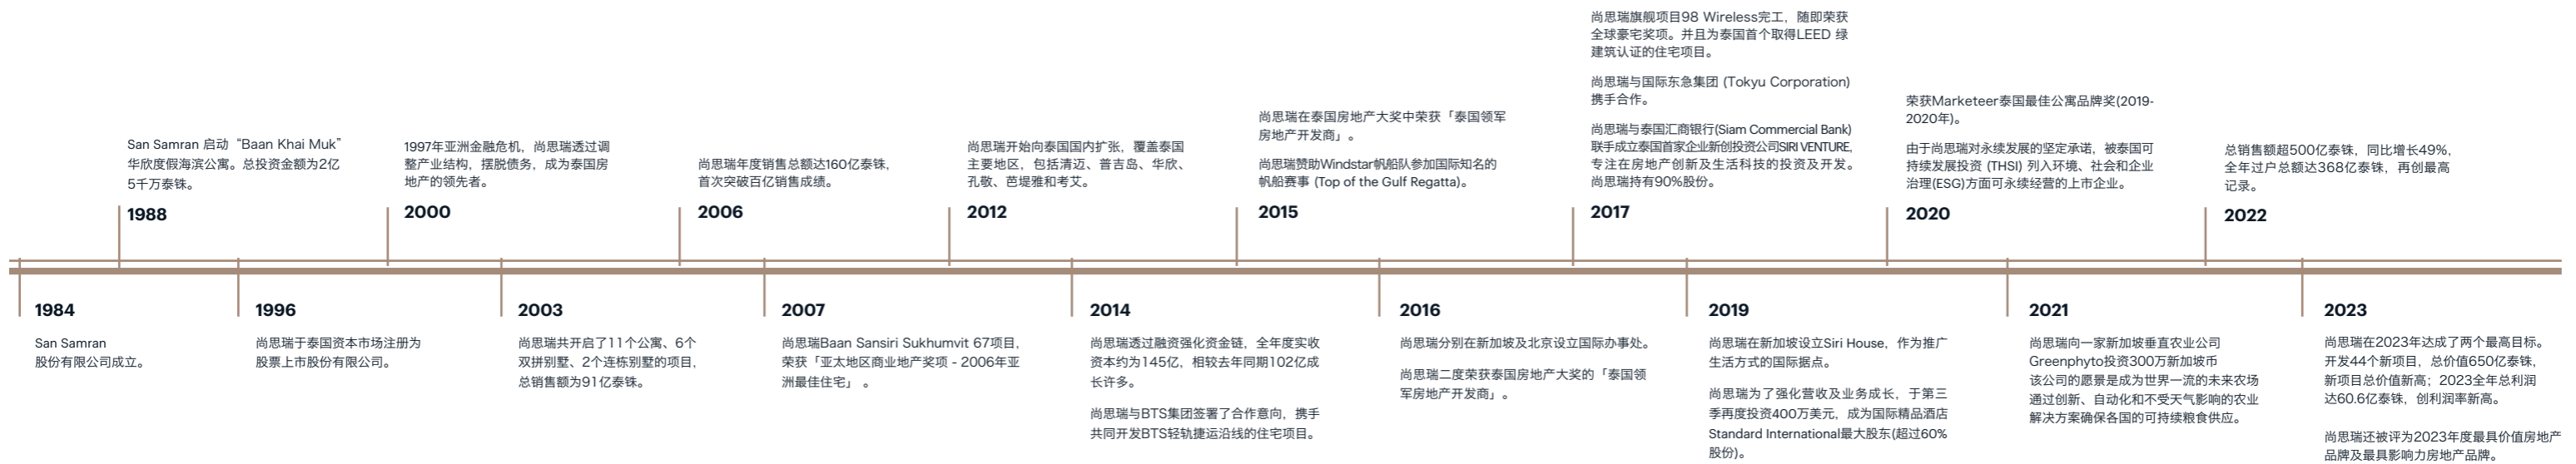 San Samran 启动“Baan Khai Muk”
华欣度假海滨公寓。总投资金额为2亿
5千万泰铢。
1988
1997年亚洲金融危机，尚思瑞透过调
整产业结构，摆脱债务，成为泰国房
地产的领先者。
2000
尚思瑞年度销售总额达160亿泰铢，
首次突破百亿销售成绩。
2006
尚思瑞开始向泰国国内扩张，覆盖泰国
主要地区，包括清迈、普吉岛、华欣、
孔敬、芭堤雅和考艾。
2012
尚思瑞在泰国房地产大奖中荣获「泰国领军
房地产开发商」。
尚思瑞赞助Windstar帆船队参加国际知名的
帆船赛事 (Top of the Gulf Regatta)。
2015
尚思瑞旗舰项目98 Wireless完工，随即荣获
全球豪宅奖项。并且为泰国首个取得LEED 绿
建筑认证的住宅项目。
尚思瑞与国际东急集团 (Tokyu Corporation)
携手合作。
尚思瑞与泰国汇商银行(Siam Commercial Bank)
联手成立泰国首家企业新创投资公司SIRI VENTURE,
专注在房地产创新及生活科技的投资及开发。
尚思瑞持有90%股份。
2017
荣获Marketeer泰国最佳公寓品牌奖(2019-
2020年)。
由于尚思瑞对永续发展的坚定承诺，被泰国可
持续发展投资 (THSI) 列入环境、社会和企业
治理(ESG)方面可永续经营的上市企业。
2020
总销售额超500亿泰铢，同比增长49%，
全年过户总额达368亿泰铢，再创最高
记录。
2022
1984
San Samran
股份有限公司成立。
1996
尚思瑞于泰国资本市场注册为
股票上市股份有限公司。
2003
尚思瑞共开启了11个公寓、6个
双拼别墅、2个连栋别墅的项目，
总销售额为91亿泰铢。
2007
尚思瑞Baan Sansiri Sukhumvit 67项目，
荣获「亚太地区商业地产奖项 - 2006年亚
洲最佳住宅」 。
2014
尚思瑞透过融资强化资金链，全年度实收
资本约为145亿，相较去年同期102亿成
长许多。
尚思瑞与BTS集团签署了合作意向，携手
共同开发BTS轻轨捷运沿线的住宅项目。
2016
尚思瑞分别在新加坡及北京设立国际办事处。
尚思瑞二度荣获泰国房地产大奖的「泰国领
军房地产开发商」。
2019
尚思瑞在新加坡设立Siri House，作为推广
生活方式的国际据点。
尚思瑞为了强化营收及业务成长，于第三
季再度投资400万美元，成为国际精品酒店
Standard International最大股东(超过60%
股份)。
2021
尚思瑞向一家新加坡垂直农业公司
Greenphyto投资300万新加坡币
该公司的愿景是成为世界一流的未来农场
通过创新、自动化和不受天气影响的农业
解决方案确保各国的可持续粮食供应。
2023
尚思瑞在2023年达成了两个最高目标。
开发44个新项目，总价值650亿泰铢，
新项目总价值新高；2023全年总利润
达60.6亿泰铢，创利润率新高。
尚思瑞还被评为2023年度最具价值房地产
品牌及最具影响力房地产品牌。